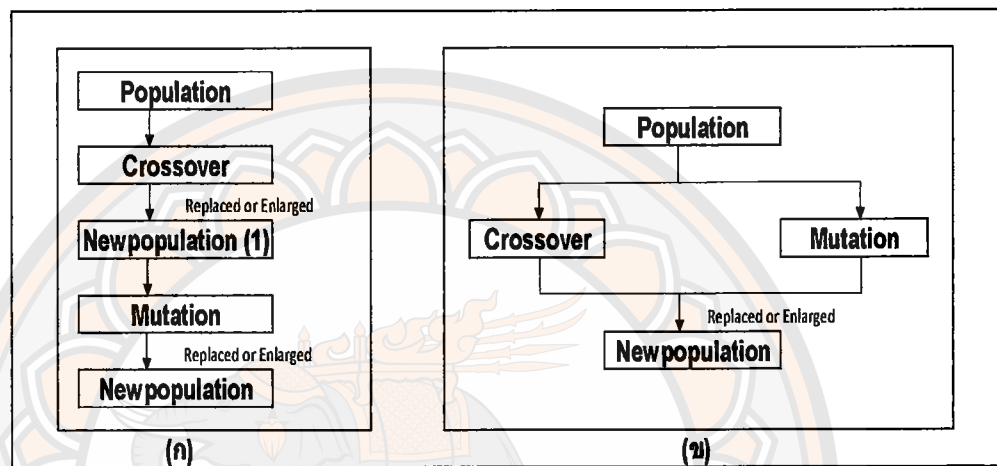 Population
Crossover
Replaced or Enlarged
Newpopulation (1)
Mutation
Replaced or Enlarged
Newpopulation
(ก)
Population
Crossover
Mutation
Replaced or Enlarged
Newpopulation
(ข)